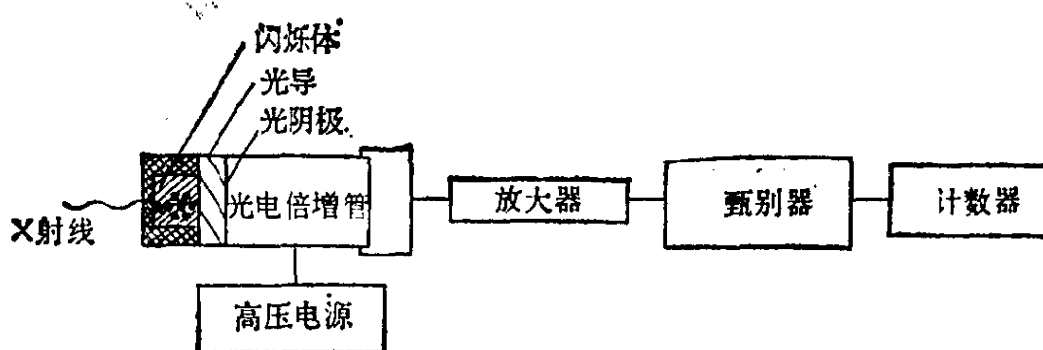 闪烁体
光导
光阴极
X射线
光电倍增管
放大器
甄别器
计数器
高压电源